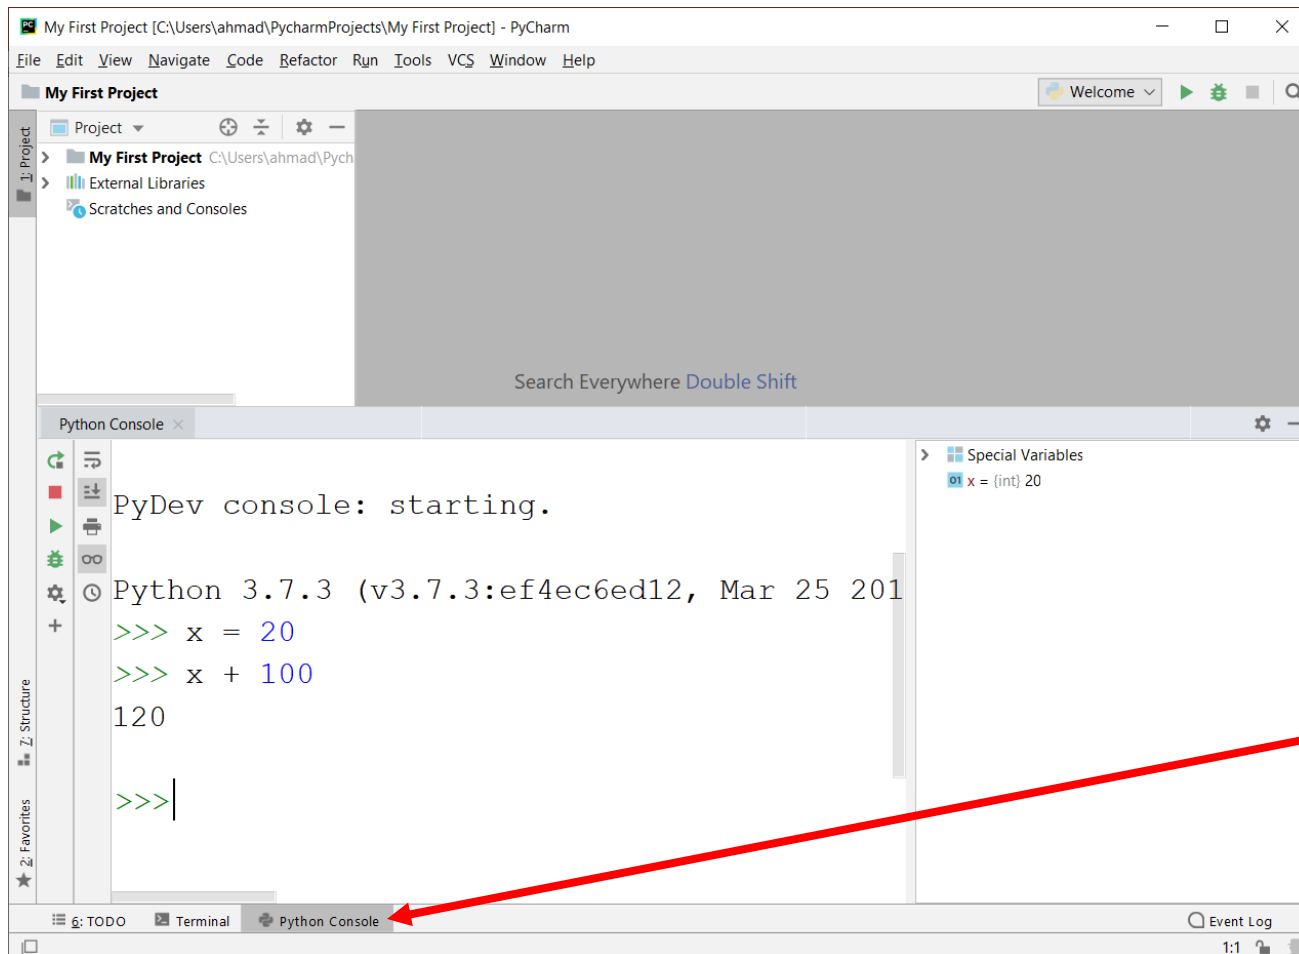 My First Project [C:\Users\ahmad\PycharmProjects\My First Project] - PyCharm
File Edit View Navigate Code Refactor Run Tools VCS Window Help
My First Project
Welcome
1: Project
Project
My First Project C:\Users\ahmad\Pych
External Libraries
Scratches and Consoles
Search Everywhere Double Shift
Python Console
PyDev console: starting.
Python 3.7.3 (v3.7.3:ef4ec6ed12, Mar 25 201
>>> x = 20
>>> x + 100
120
>>>
Special Variables
01 x = {int} 20
Z: Structure
2: Favorites
6: TODO Terminal Python Console Event Log
1:1